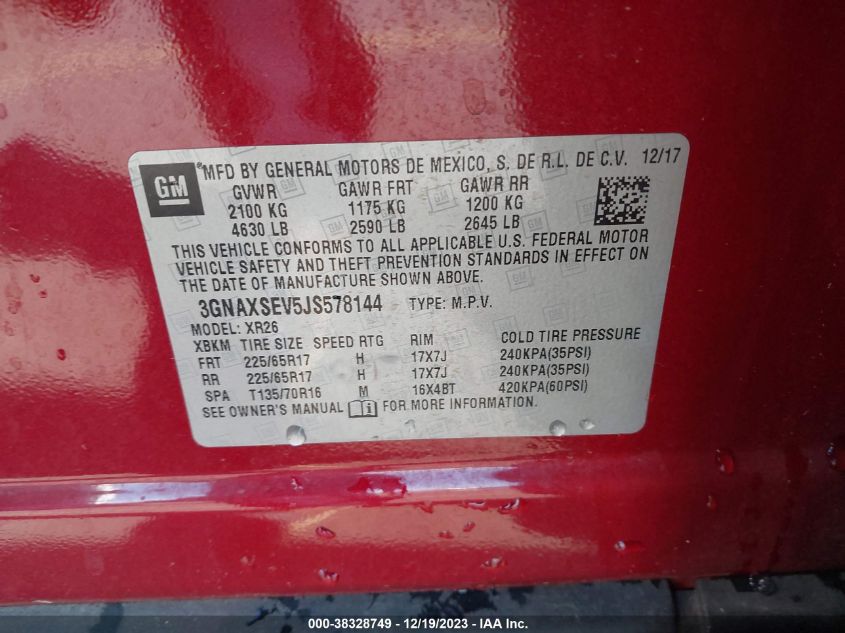 GM ®MFD BY GENERAL MOTORS DE MEXICO, S. DE R.L. DE C.V. 12/17
GVWR GAWR FRT GAWR RR
2100 KG 1175 KG 1200 KG
4630 LB 2590 LB 2645 LB
THIS VEHICLE CONFORMS TO ALL APPLICABLE U.S. FEDERAL MOTOR
VEHICLE SAFETY AND THEFT PREVENTION STANDARDS IN EFFECT ON
THE DATE OF MANUFACTURE SHOWN ABOVE.
3GNAXSEV5JS578144 TYPE: M.P.V.
MODEL: XR26
XBKM TIRE SIZE SPEED RTG RIM COLD TIRE PRESSURE
FRT 225/65R17 H 17X7J 240KPA(35PSI)
RR 225/65R17 H 17X7J 240KPA(35PSI)
SPA T135/70R16 M 16X4BT 420KPA(60PSI)
SEE OWNER'S MANUAL FOR MORE INFORMATION.
000-38328749 - 12/19/2023 - IAA Inc.